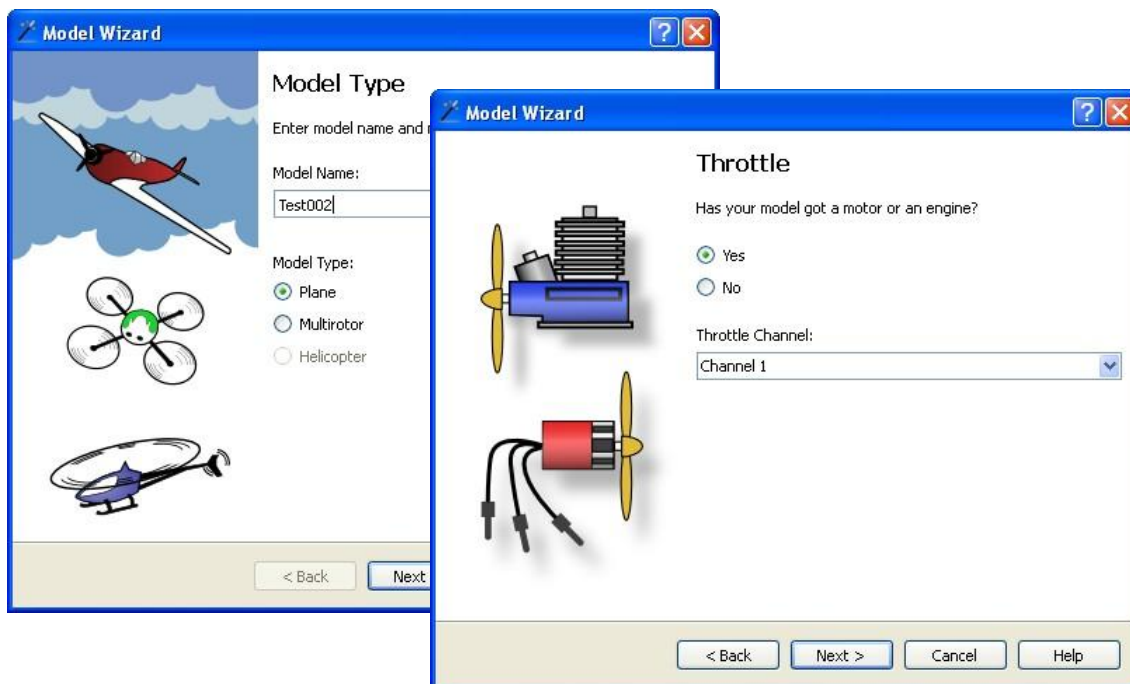 Model Wizard
Model Type
Enter model name and
Model Name:
Test002
Model Type:
Plane
Multirotor
Helicopter
< Back
Next
Model Wizard
Throttle
Has your model got a motor or an engine?
Yes
No
Throttle Channel:
Channel 1
< Back
Next >
Cancel
Help